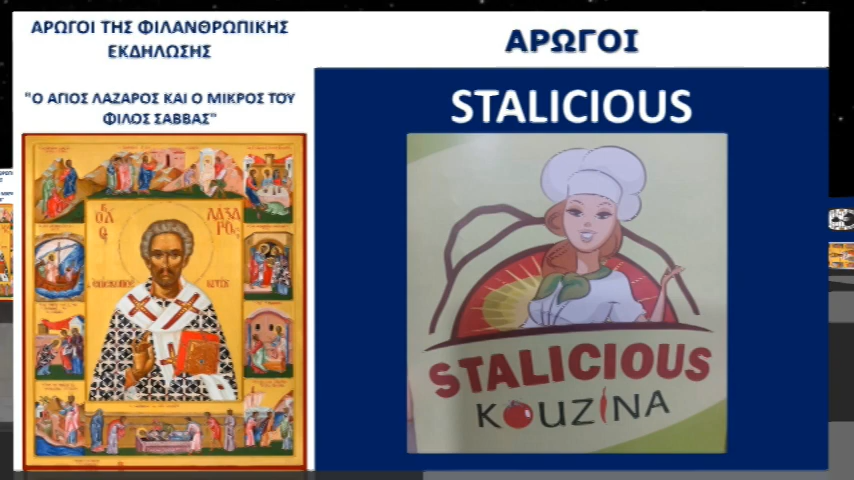 ΑΡΩΓΟΙ ΤΗΣ ΦΙΛΑΝΘΡΩΠΙΚΗΣ
ΕΚΔΗΛΩΣΗΣ
"Ο ΑΓΙΟΣ ΛΑΖΑΡΟΣ ΚΑΙ Ο ΜΙΚΡΟΣ ΤΟΥ
ΦΙΛΟΣ ΣΑΒΒΑΣ"
ΑΡΩΓΟΙ
STALICIOUS
STALICIOUS
KOUZINA